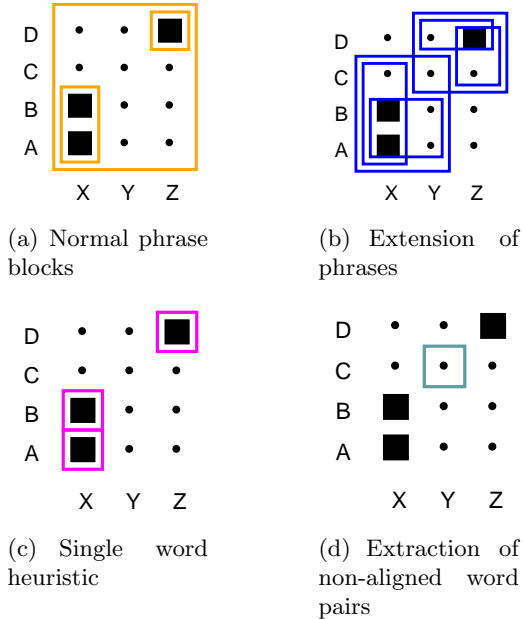 D
C
B
A
X Y Z
(a) Normal phrase
blocks
D
C
B
A
X Y Z
(b) Extension of
phrases
D
C
B
A
X Y Z
(c) Single word
heuristic
D
C
B
A
X Y Z
(d) Extraction of
non-aligned word
pairs